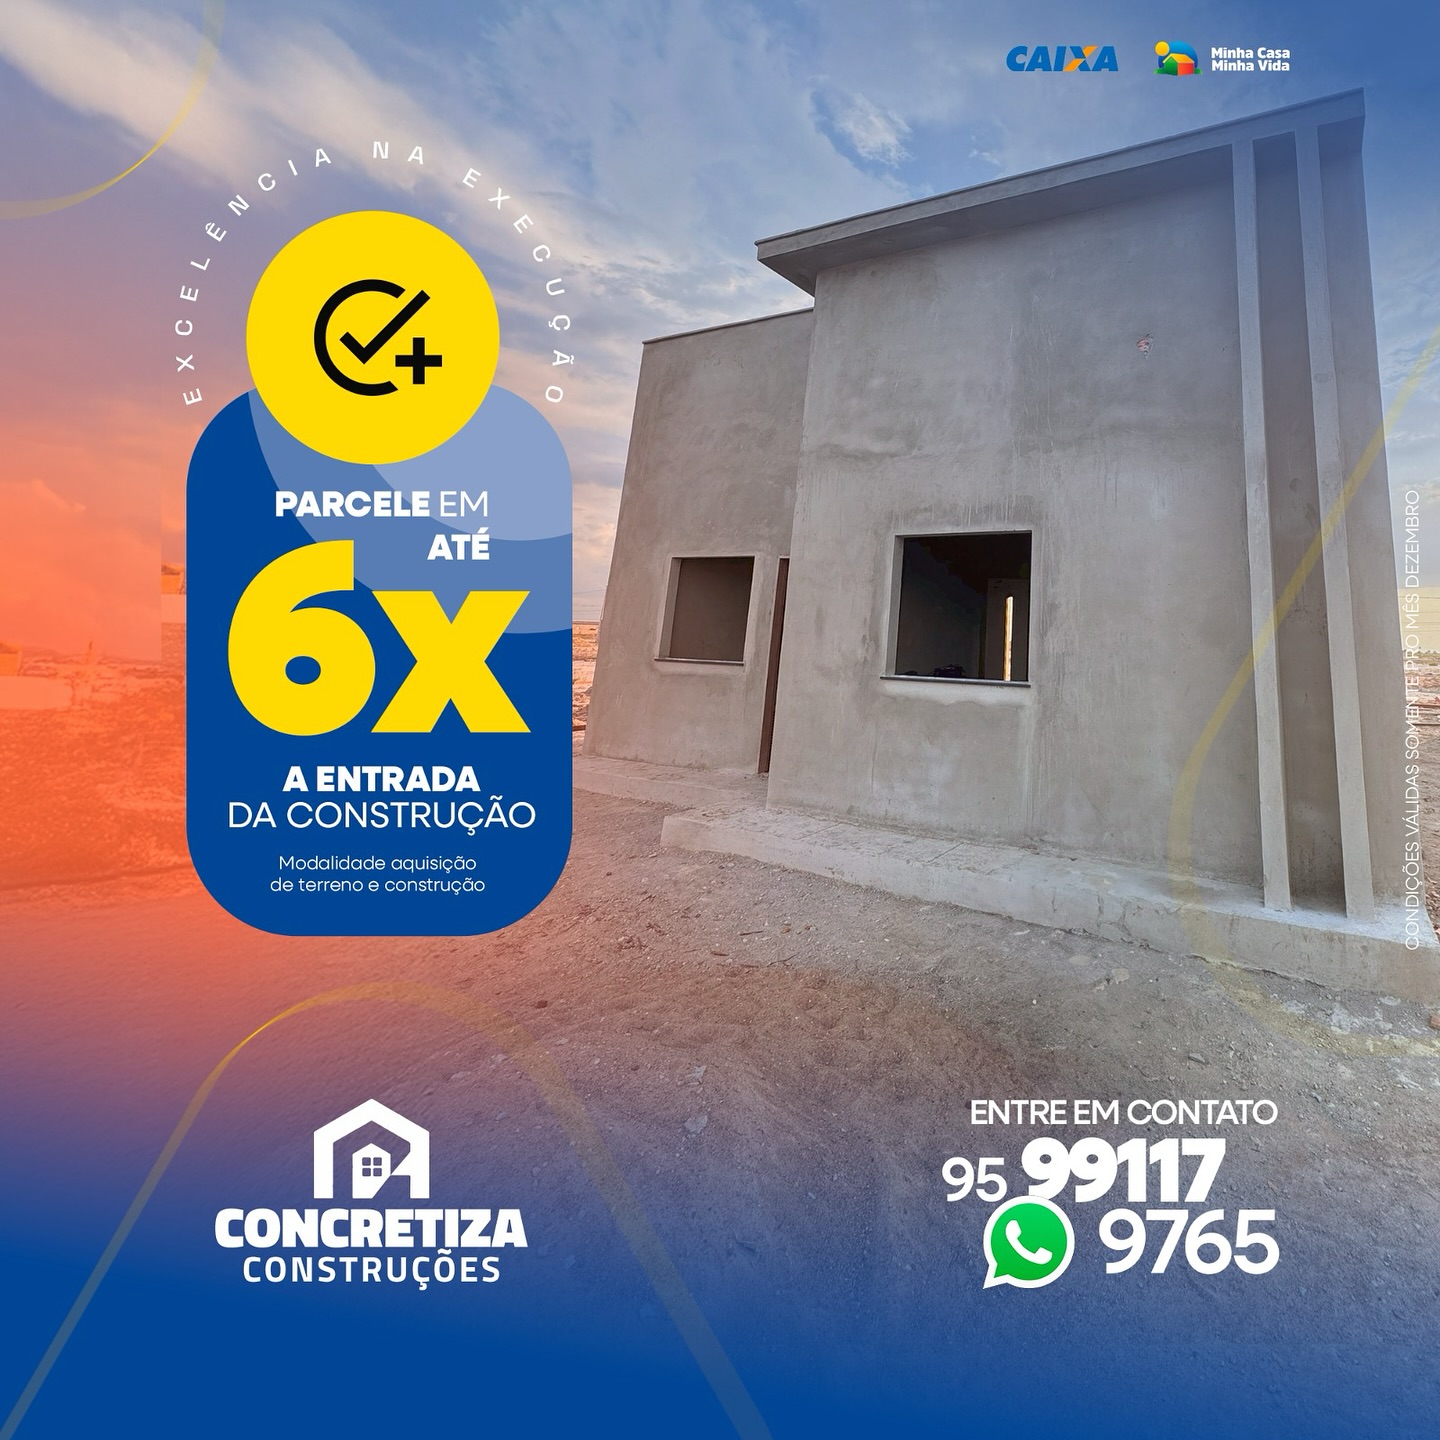 CAIXA
Minha Casa
Minha Vida
EXCELÊNCIA NA EXECUÇÃO
PARCELE EM
ATÉ
6x
A ENTRADA
DA CONSTRUÇÃO
Modalidade aquisição
de terreno e construção
CONDIÇÕES VÁLIDAS SOMENTE PRO MÊS DEZEMBRO
CONCRETIZA
CONSTRUÇÕES
ENTRE EM CONTATO
95 99117
9765